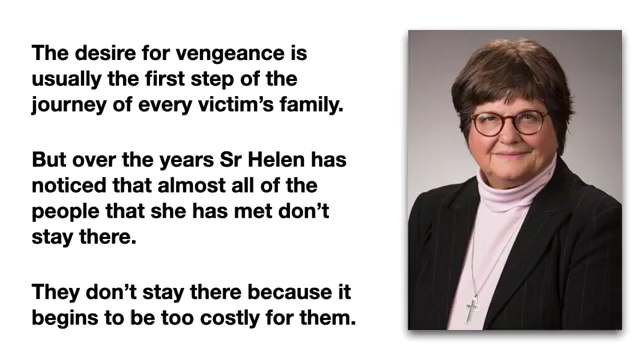 The desire for vengeance is
usually the first step of the
journey of every victim’s family.
But over the years Sr Helen has
noticed that almost all of the
people that she has met don’t
stay there.
They don’t stay there because it
begins to be too costly for them.